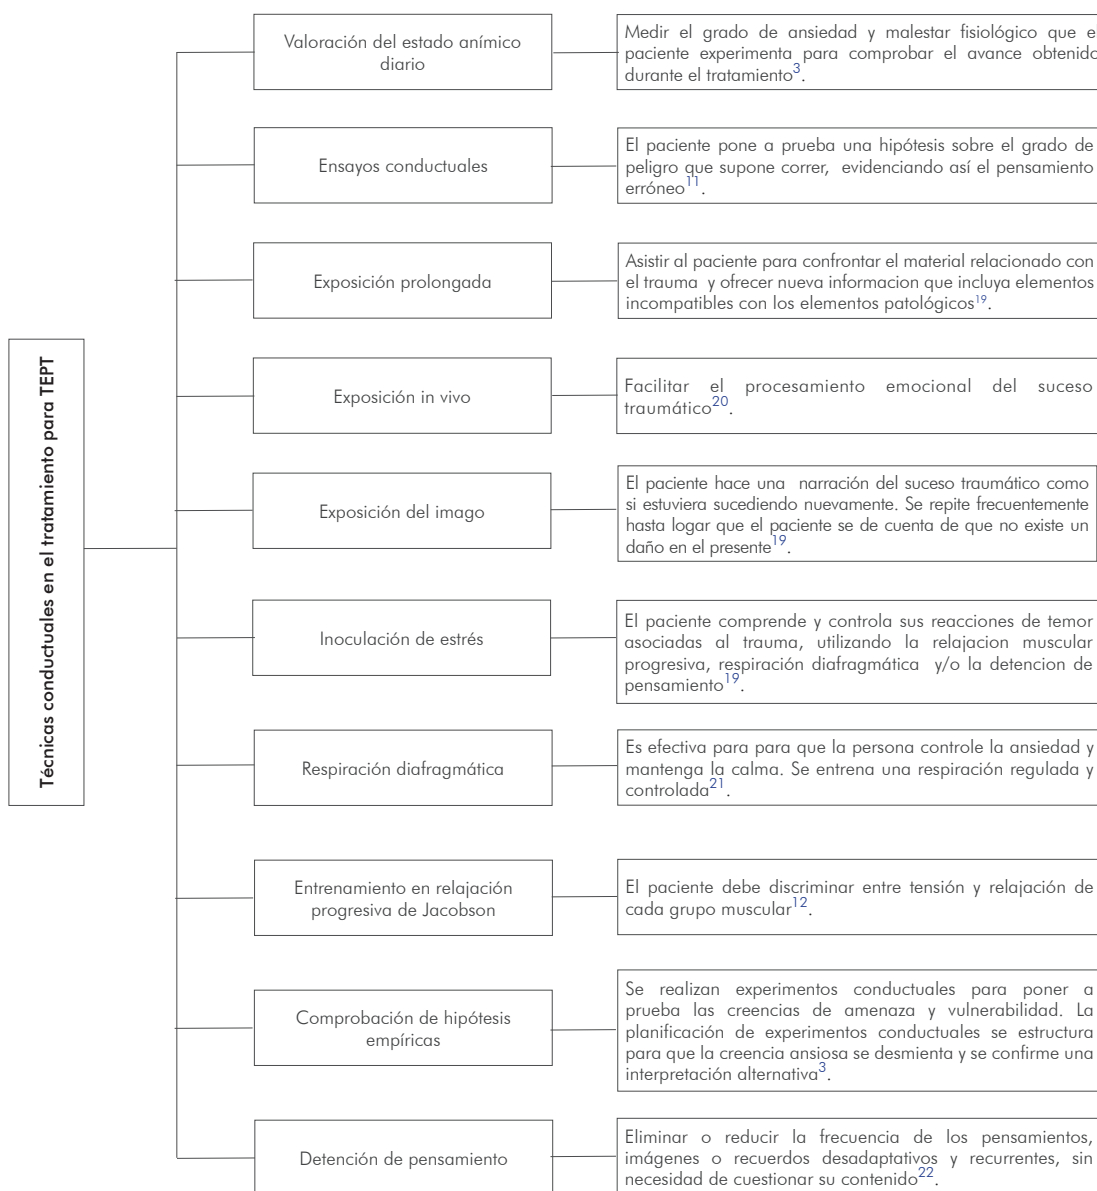 Técnicas conductuales en el tratamiento para TEPT
Valoración del estado anímico
diario
Medir el grado de ansiedad y malestar fisiológico que el
paciente experimenta para comprobar el avance obtenido
durante el tratamiento3.
Ensayos conductuales
El paciente pone a prueba una hipótesis sobre el grado de
peligro que supone correr, evidenciando así el pensamiento
erróneo11.
Exposición prolongada
Asistir al paciente para confrontar el material relacionado con
el trauma y ofrecer nueva informacion que incluya elementos
incompatibles con los elementos patológicos19.
Exposición in vivo
Facilitar el procesamiento emocional del suceso
traumático20.
Exposición del imago
El paciente hace una narración del suceso traumático como
si estuviera sucediendo nuevamente. Se repite frecuentemente
hasta logar que el paciente se de cuenta de que no existe un
daño en el presente19.
Inoculación de estrés
El paciente comprende y controla sus reacciones de temor
asociadas al trauma, utilizando la relajacion muscular
progresiva, respiración diafragmática y/o la detencion de
pensamiento19.
Respiración diafragmática
Es efectiva para para que la persona controle la ansiedad y
mantenga la calma. Se entrena una respiración regulada y
controlada21.
Entrenamiento en relajación
progresiva de Jacobson
El paciente debe discriminar entre tensión y relajación de
cada grupo muscular12.
Comprobación de hipótesis
empíricas
Se realizan experimentos conductuales para poner a
prueba las creencias de amenaza y vulnerabilidad. La
planificación de experimentos conductuales se estructura
para que la creencia ansiosa se desmienta y se confirme una
interpretación alternativa3.
Detención de pensamiento
Eliminar o reducir la frecuencia de los pensamientos,
imágenes o recuerdos desadaptativos y recurrentes, sin
necesidad de cuestionar su contenido22.